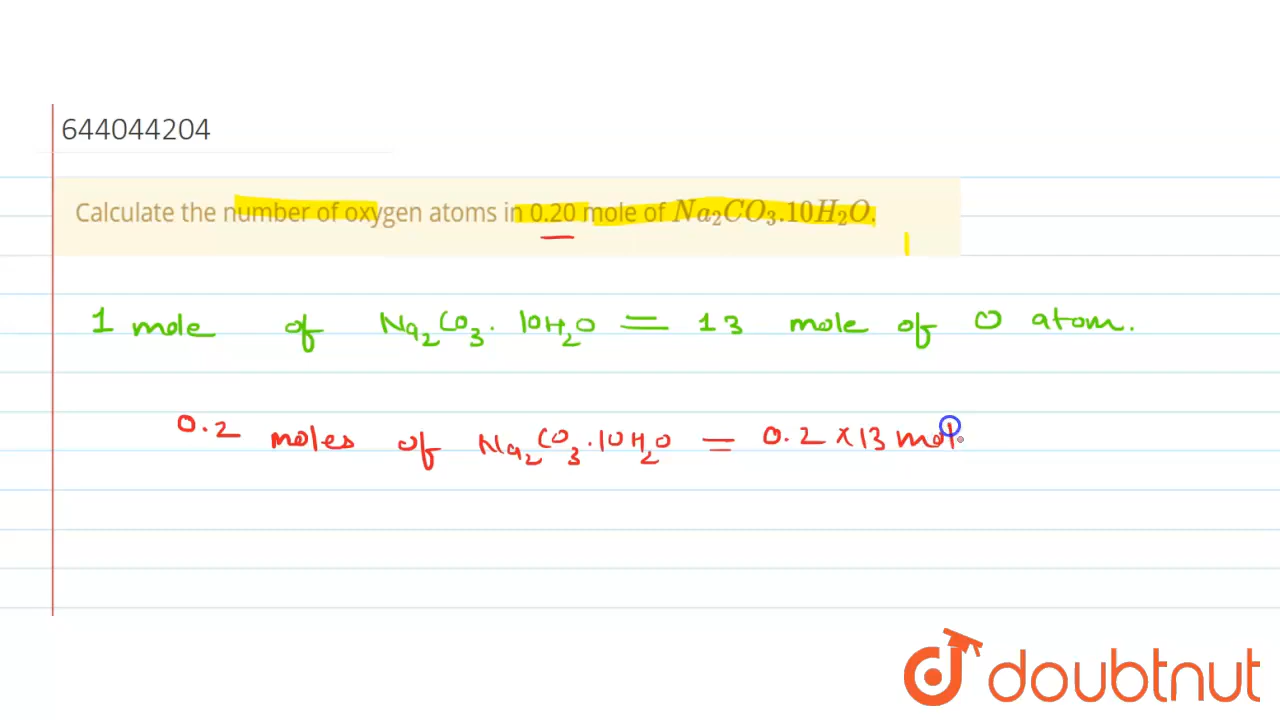 644044204
Calculate the number of oxygen atoms in 0.20 mole of Na₂CO₃.10H₂O.
1 mole of Na₂CO₃. 10H₂O = 13 mole of O atom.
0.2 moles of Na₂CO₃.10H₂O = 0.2 × 13 mol
doubtnut